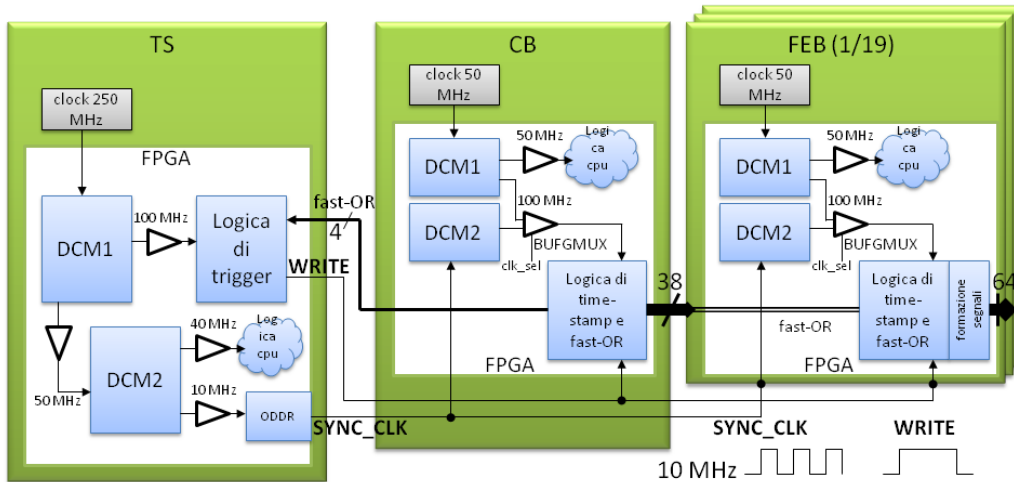 TS
clock 250
MHz
FPGA
DCM1
100 MHz
Logica
di
trigger
WRITE
50 MHz
DCM2
40 MHz
Log
ica
cpu
10 MHz
ODDR
SYNC_CLK
fast-OR
4
CB
clock 50
MHz
DCM1
50 MHz
Logi
ca
cpu
DCM2
100 MHz
BUFGMUX
clk_sel
Logica di
time-
stamp e
fast-OR
FPGA
38
FEB (1/19)
clock 50
MHz
DCM1
50 MHz
Logi
ca
cpu
DCM2
100 MHz
BUFGMUX
clk_sel
fast-OR
Logica di
time-
stamp e
fast-OR
formazione
segnali
64
FPGA
SYNC_CLK
WRITE
10 MHz